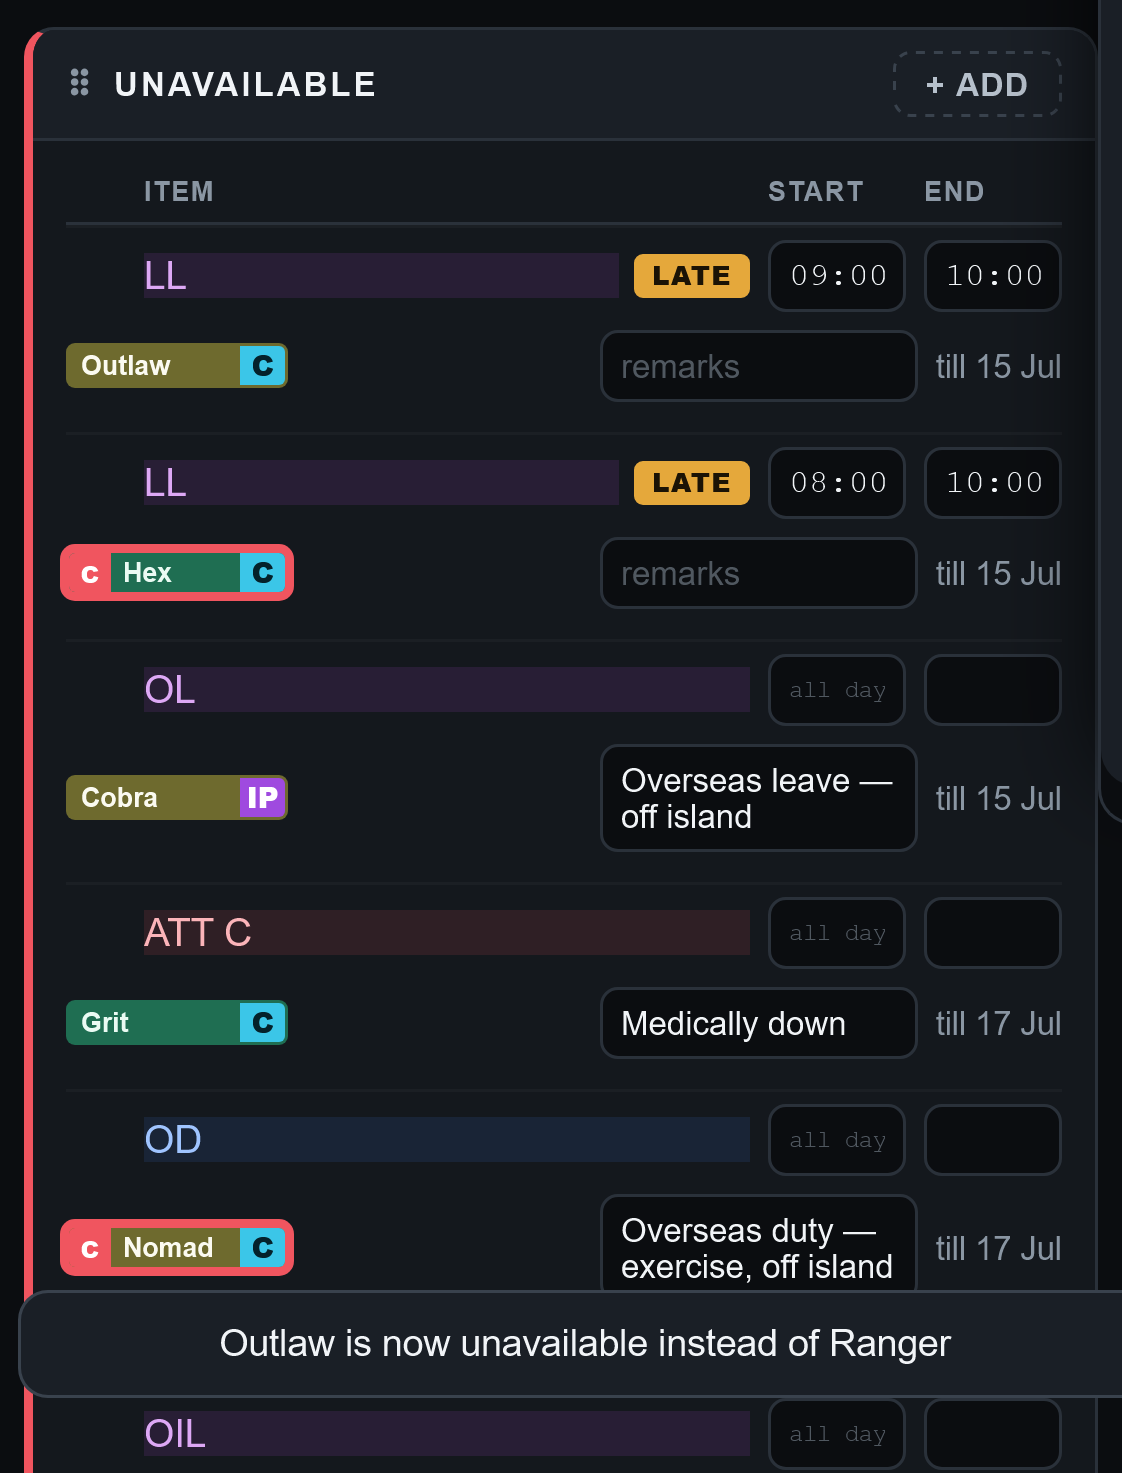 UNAVAILABLE
+ ADD
ITEM START END
LL LATE 09:00 10:00
Outlaw C remarks till 15 Jul
LL LATE 08:00 10:00
c Hex C remarks till 15 Jul
OL all day
Cobra IP Overseas leave —
off island till 15 Jul
ATT C all day
Grit C Medically down till 17 Jul
OD all day
c Nomad C Overseas duty —
exercise, off island till 17 Jul
Outlaw is now unavailable instead of Ranger
OIL all day